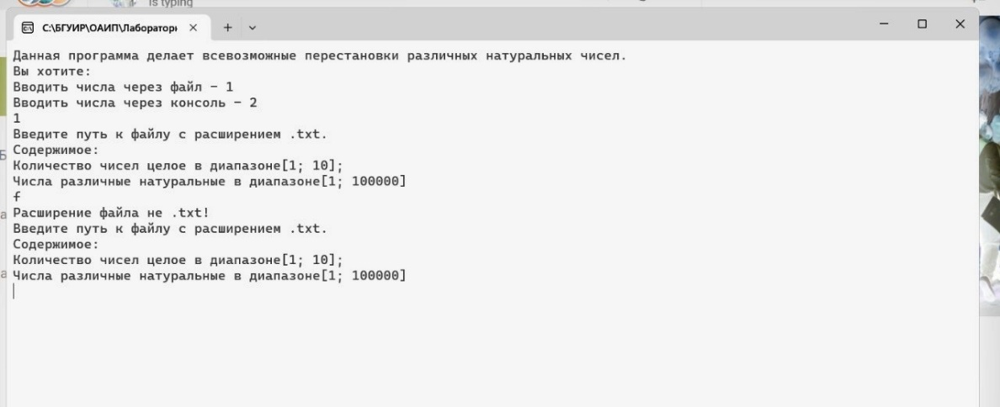 is typing
C:\БГУИР\ОАИП\Лаборатори
Данная программа делает всевозможные перестановки различных натуральных чисел.
Вы хотите:
Вводить числа через файл – 1
Вводить числа через консоль – 2
1
Введите путь к файлу с расширением .txt.
Содержимое:
Количество чисел целое в диапазоне[1; 10];
Числа различные натуральные в диапазоне[1; 100000]
f
Расширение файла не .txt!
Введите путь к файлу с расширением .txt.
Содержимое:
Количество чисел целое в диапазоне[1; 10];
Числа различные натуральные в диапазоне[1; 100000]